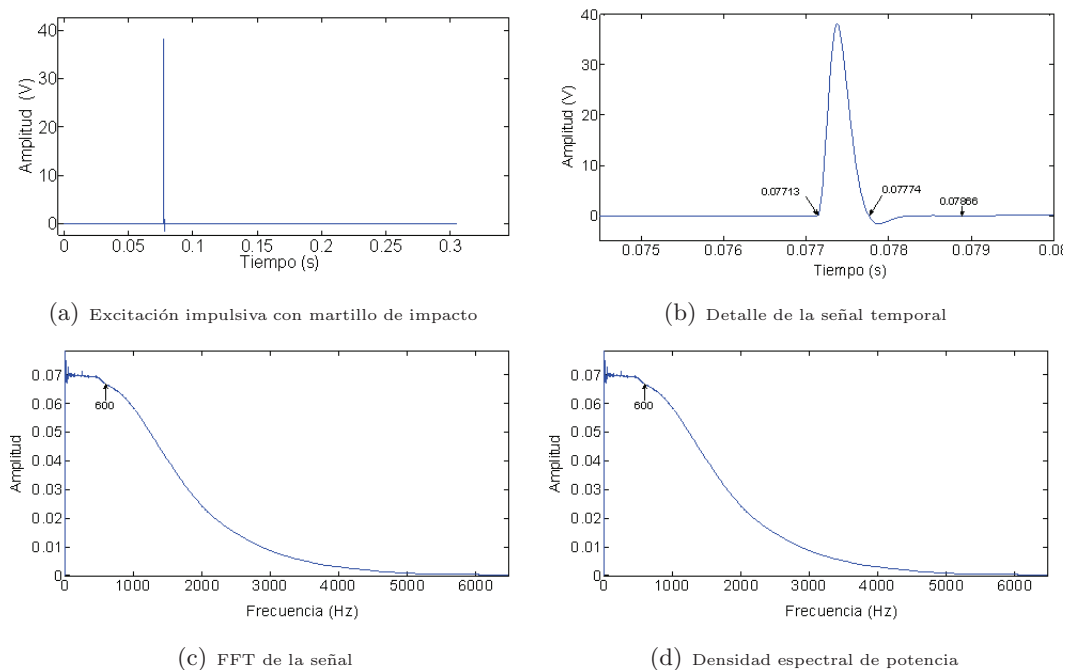 40
30
20
10
0
Amplitud (V)
0 0.05 0.1 0.15 0.2 0.25 0.3
Tiempo (s)
(a) Excitación impulsiva con martillo de impacto
40
30
20
10
0
Amplitud (V)
0.07713
0.07774
0.07866
0.075 0.076 0.077 0.078 0.079 0.08
Tiempo (s)
(b) Detalle de la señal temporal
0.07
0.06
0.05
0.04
0.03
0.02
0.01
0
Amplitud
600
0 1000 2000 3000 4000 5000 6000
Frecuencia (Hz)
(c) FFT de la señal
0.07
0.06
0.05
0.04
0.03
0.02
0.01
0
Amplitud
600
0 1000 2000 3000 4000 5000 6000
Frecuencia (Hz)
(d) Densidad espectral de potencia